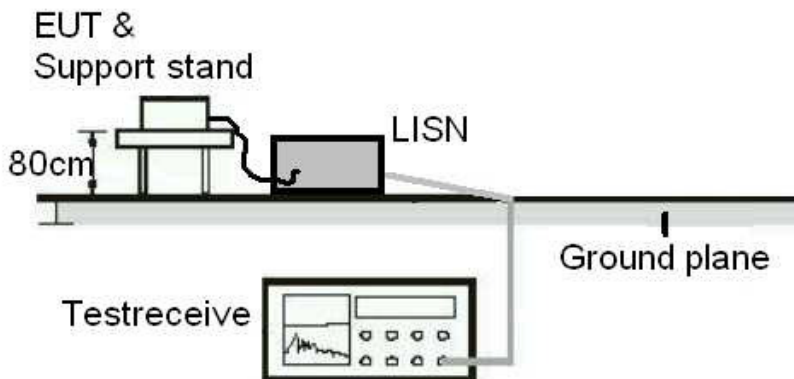 EUT &
Support stand
LISN
80cm
Ground plane
Testreceive